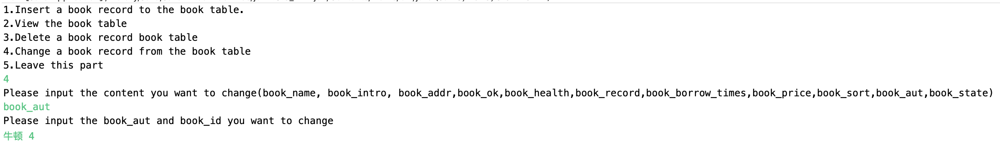 1.Insert a book record to the book table.
2.View the book table
3.Delete a book record book table
4.Change a book record from the book table
5.Leave this part
4
Please input the content you want to change(book_name, book_intro, book_addr,book_ok,book_health,book_record,book_borrow_times,book_price,book_sort,book_aut,book_state)
book_aut
Please input the book_aut and book_id you want to change
牛顿 4